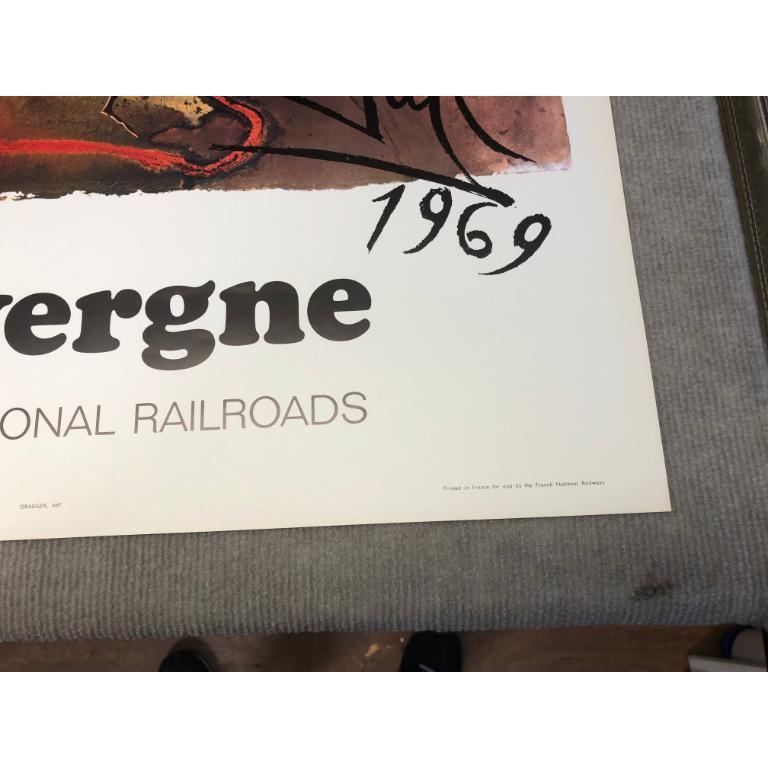 1969
vergne
ONAL RAILROADS
Printed in France for and by the French National Railways
DRAEGER, IMP.